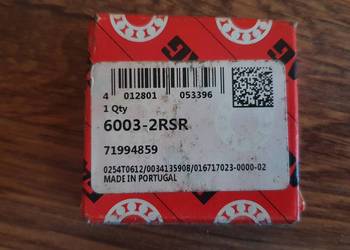 4 012801 053396
1 Qty
6003-2RSR
71994859
0254T0612/0034135908/016717023-0000-02
MADE IN PORTUGAL